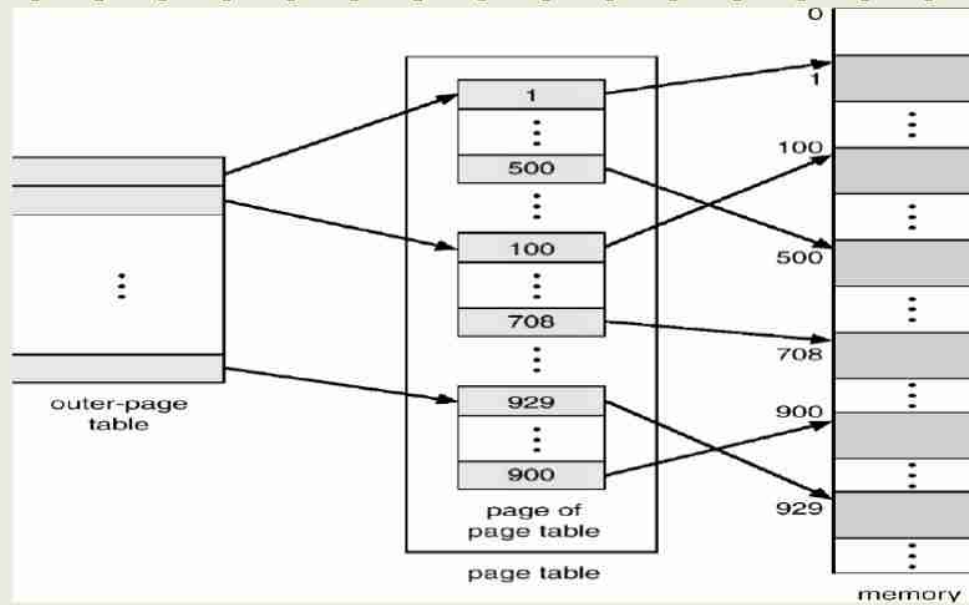 outer-page
table
1
500
100
708
929
900
page of
page table
page table
0
1
100
500
708
900
929
memory